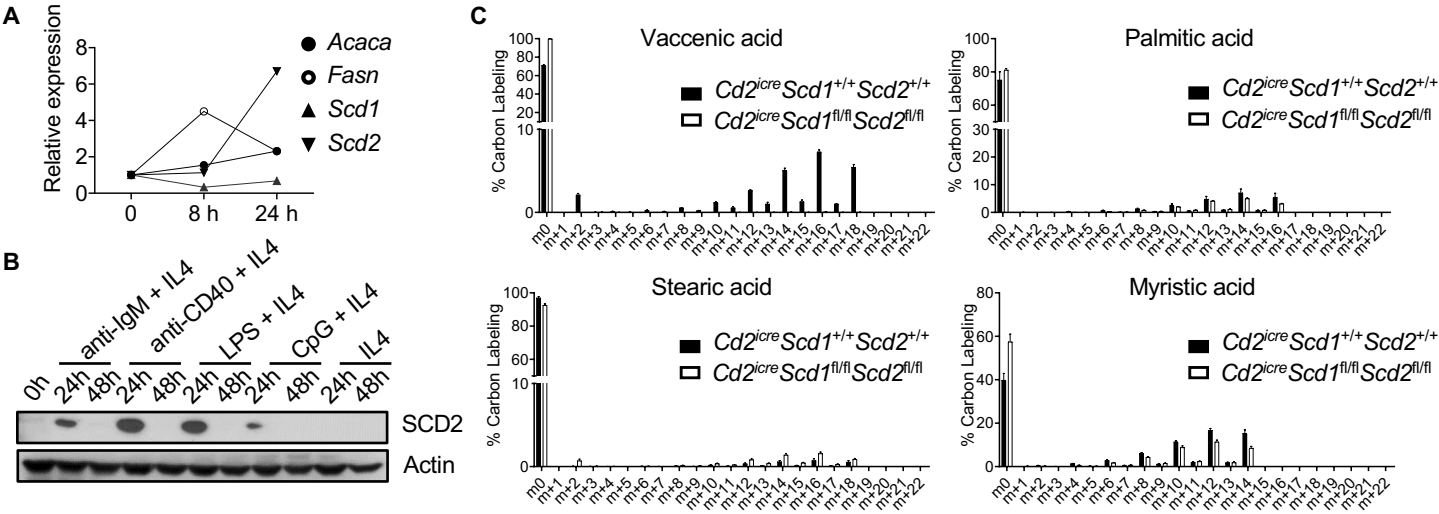 A
Relative expression
8
6
4
2
0
0 8 h 24 h
Acaca
Fasn
Scd1
Scd2
B
anti-IgM + IL4
anti-CD40 + IL4
LPS + IL4
CpG + IL4
IL4
0h 24h 48h 24h 48h 24h 48h 24h 48h 24h 48h
SCD2
Actin
C
Vaccenic acid
% Carbon Labeling
100
80
60
40
20
10
0
Cd2icreScd1+/+Scd2+/+
Cd2icreScd1fl/flScd2fl/fl
m0 m+1 m+2 m+3 m+4 m+5 m+6 m+7 m+8 m+9 m+10 m+11 m+12 m+13 m+14 m+15 m+16 m+17 m+18 m+19 m+20 m+21 m+22
Palmitic acid
% Carbon Labeling
100
80
60
40
30
20
10
0
Cd2icreScd1+/+Scd2+/+
Cd2icreScd1fl/flScd2fl/fl
m0 m+1 m+2 m+3 m+4 m+5 m+6 m+7 m+8 m+9 m+10 m+11 m+12 m+13 m+14 m+15 m+16 m+17 m+18 m+19 m+20 m+21 m+22
Stearic acid
% Carbon Labeling
100
80
60
10
0
Cd2icreScd1+/+Scd2+/+
Cd2icreScd1fl/flScd2fl/fl
m0 m+1 m+2 m+3 m+4 m+5 m+6 m+7 m+8 m+9 m+10 m+11 m+12 m+13 m+14 m+15 m+16 m+17 m+18 m+19 m+20 m+21 m+22
Myristic acid
% Carbon Labeling
80
60
40
20
0
Cd2icreScd1+/+Scd2+/+
Cd2icreScd1fl/flScd2fl/fl
m0 m+1 m+2 m+3 m+4 m+5 m+6 m+7 m+8 m+9 m+10 m+11 m+12 m+13 m+14 m+15 m+16 m+17 m+18 m+19 m+20 m+21 m+22